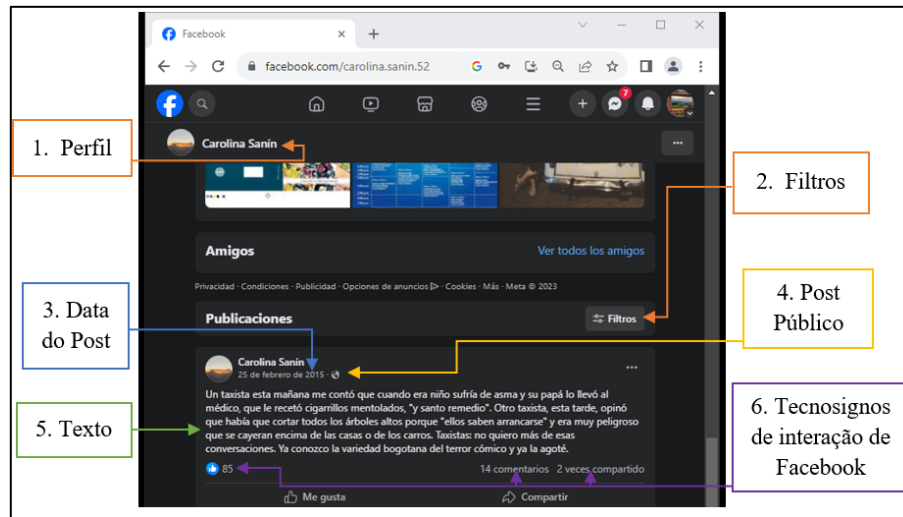 Facebook
facebook.com/carolina.sanin.52
7
1. Perfil
Carolina Sanín
2. Filtros
Amigos
Ver todos los amigos
Privacidad · Condiciones · Publicidad · Opciones de anuncios · Cookies · Más · Meta © 2023
3. Data
do Post
4. Post
Público
Publicaciones
Filtros
Carolina Sanín
25 de febrero de 2015 ·
Un taxista esta mañana me contó que cuando era niño sufría de asma y su papá lo llevó al
médico, que le recetó cigarrillos mentolados, "y santo remedio". Otro taxista, esta tarde, opinó
que había que cortar todos los árboles altos porque "ellos saben arrancarse" y era muy peligroso
que se cayeran encima de las casas o de los carros. Taxistas: no quiero más de esas
conversaciones. Ya conozco la variedad bogotana del terror cómico y ya la agoté.
5. Texto
6. Tecnosignos
de interação de
Facebook
85
14 comentarios 2 veces compartido
Me gusta
Compartir